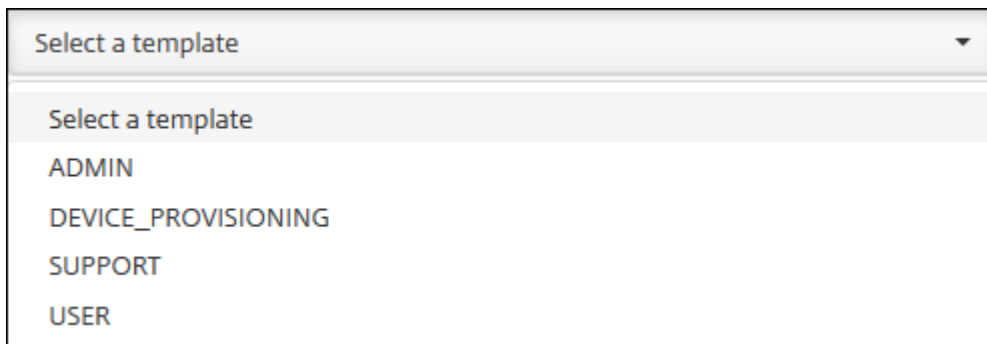 Select a template
Select a template
ADMIN
DEVICE_PROVISIONING
SUPPORT
USER